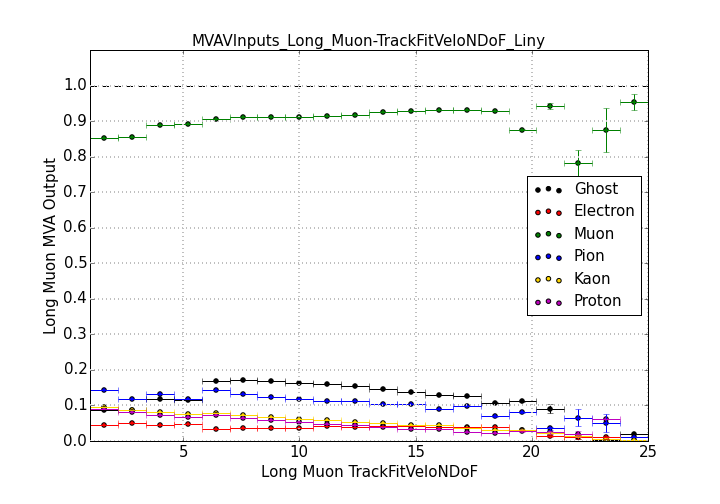 MVAVInputs_Long_Muon-TrackFitVeloNDoF_Liny
Long Muon MVA Output
1.0
0.9
0.8
0.7
0.6
0.5
0.4
0.3
0.2
0.1
0.0
Ghost
Electron
Muon
Pion
Kaon
Proton
5
10
15
20
25
Long Muon TrackFitVeloNDoF